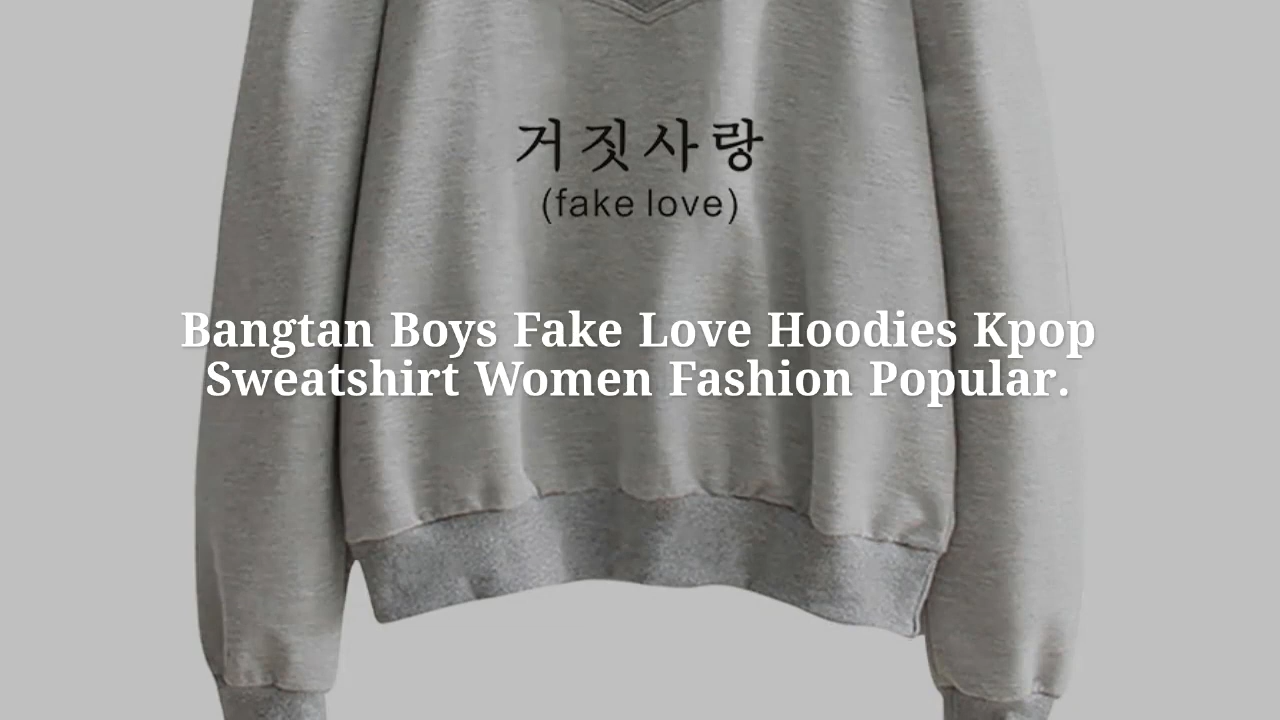 거짓사랑
(fake love)
Bangtan Boys Fake Love Hoodies Kpop
Sweatshirt Women Fashion Popular.